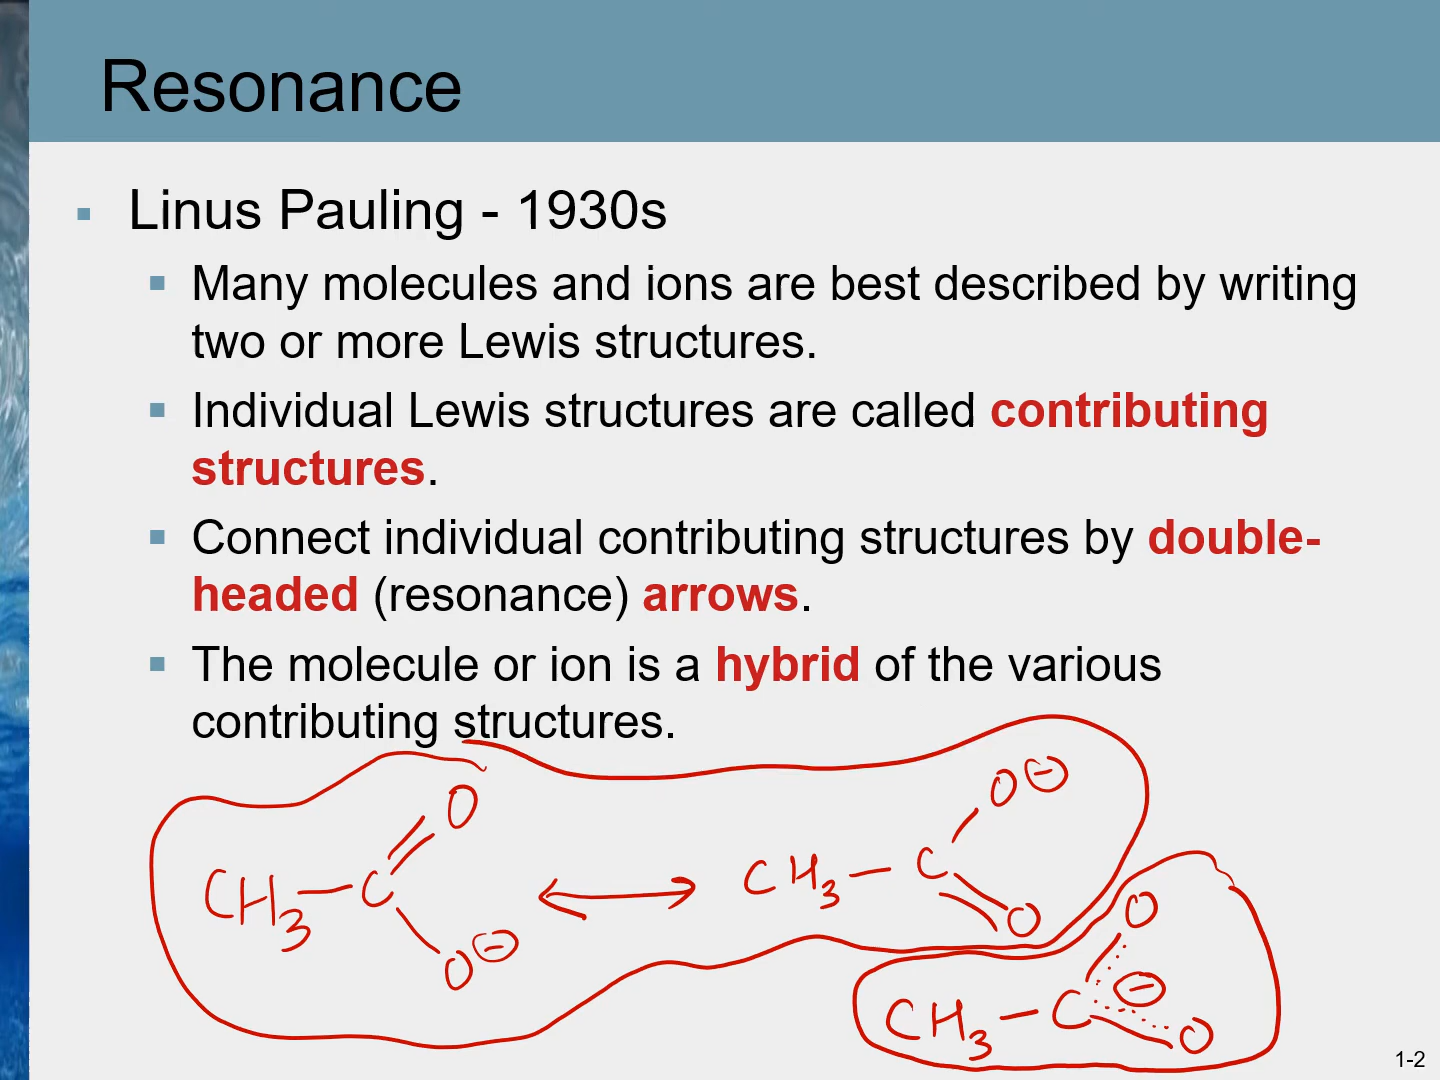 Resonance
Linus Pauling - 1930s
Many molecules and ions are best described by writing
two or more Lewis structures.
Individual Lewis structures are called contributing
structures.
Connect individual contributing structures by double-
headed (resonance) arrows.
The molecule or ion is a hybrid of the various
contributing structures.
O
CH3—C
O⊖
↔
O⊖
CH3—C
O
O
⊖
CH3—C
O
1-2